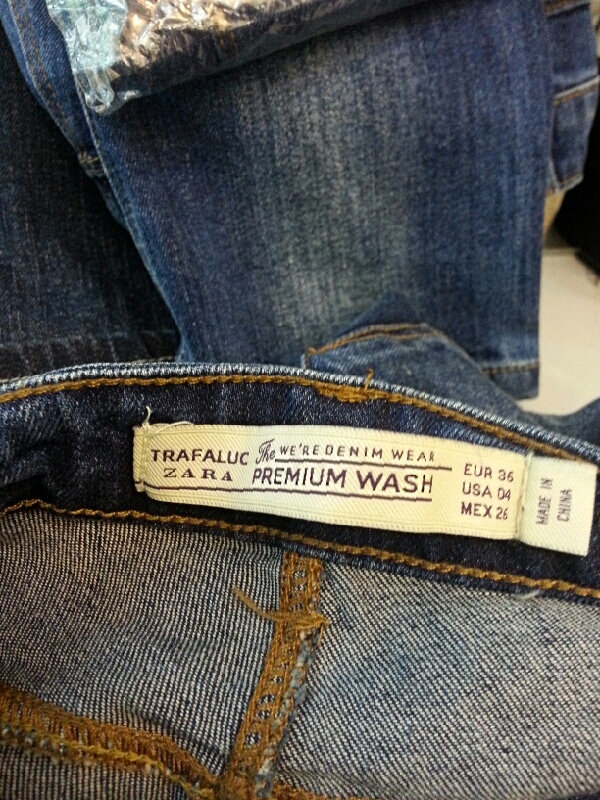 TRAFALUC
ZARA
The WE'RE DENIM WEAR
PREMIUM WASH
EUR 36
USA 04
MEX 26
MADE IN
CHINA